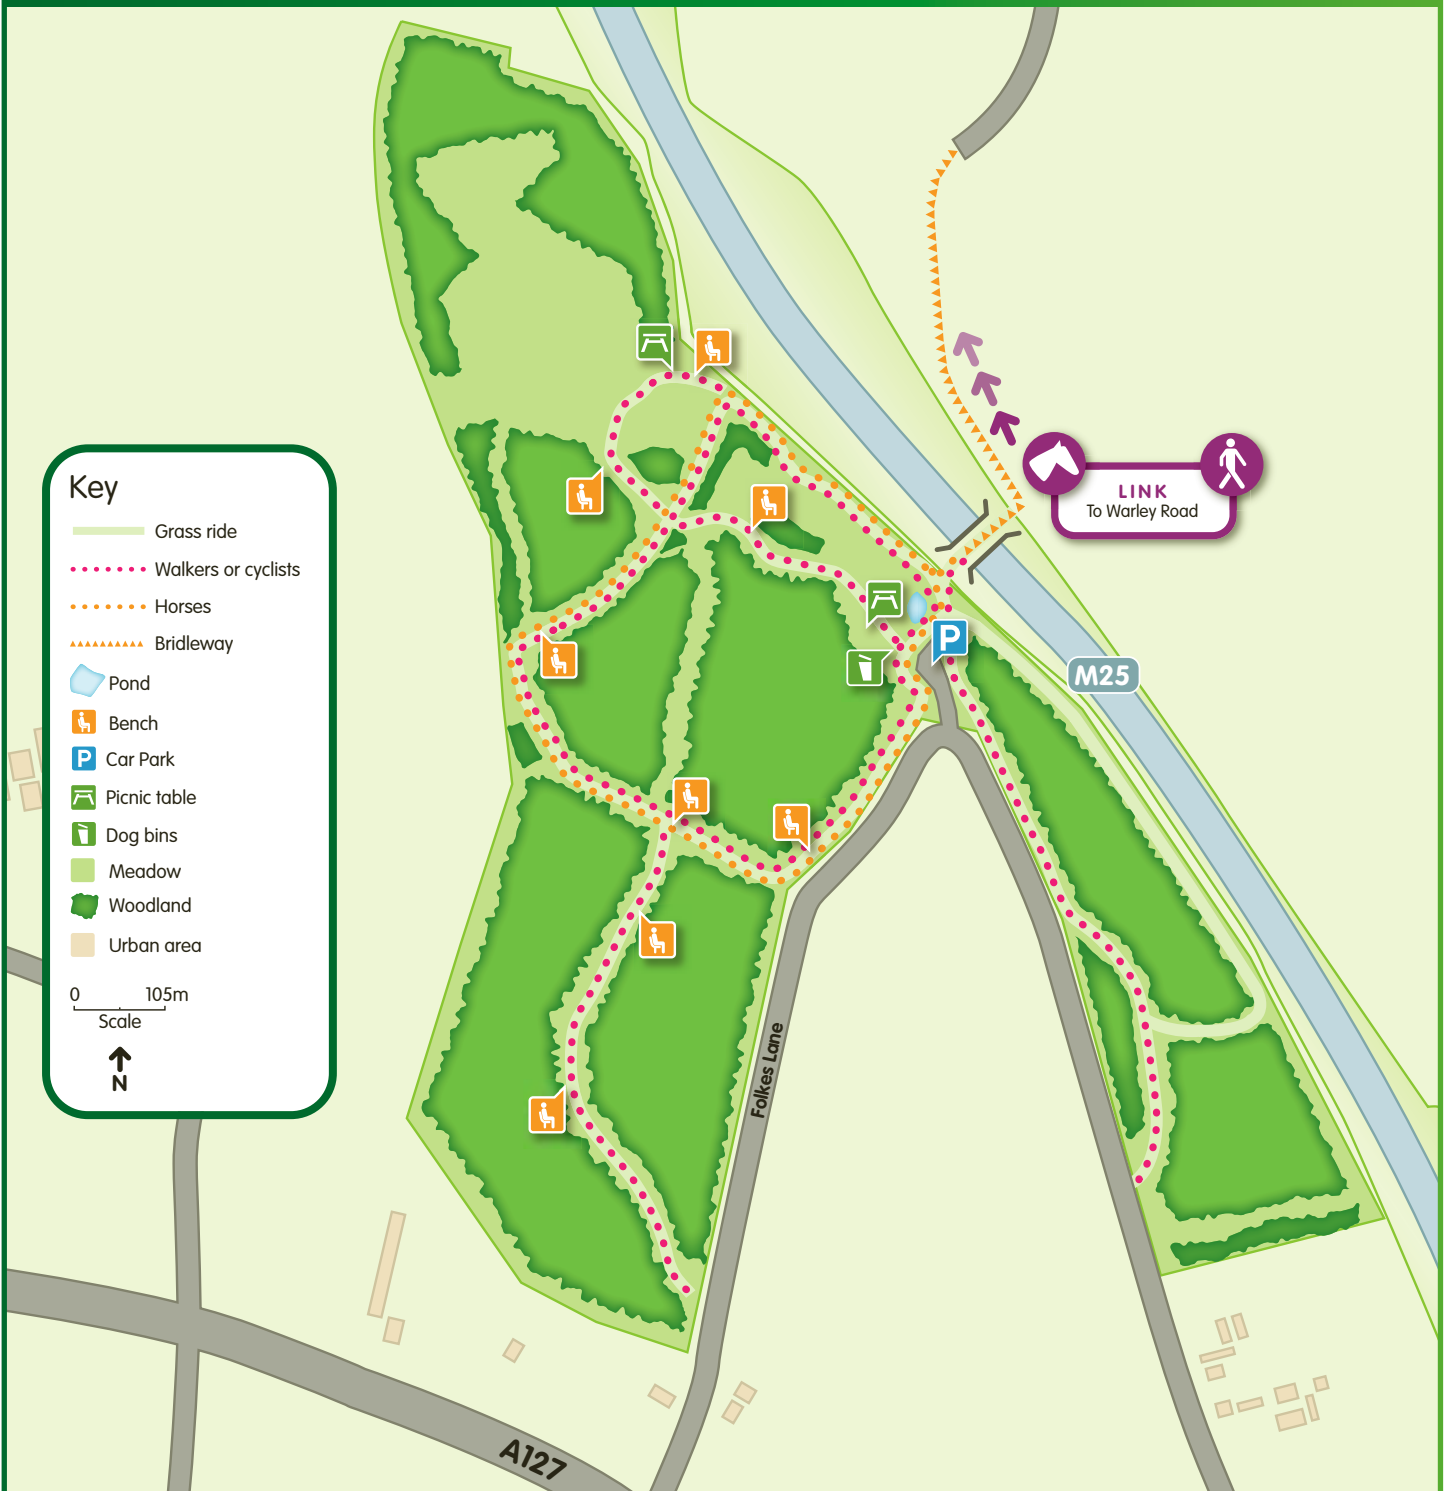 Key
Grass ride
Walkers or cyclists
Horses
Bridleway
Pond
Bench
P
Car Park
Picnic table
Dog bins
Meadow
Woodland
Urban area
0 105m
Scale
N
LINK
To Warley Road
P
M25
Folkes Lane
A127